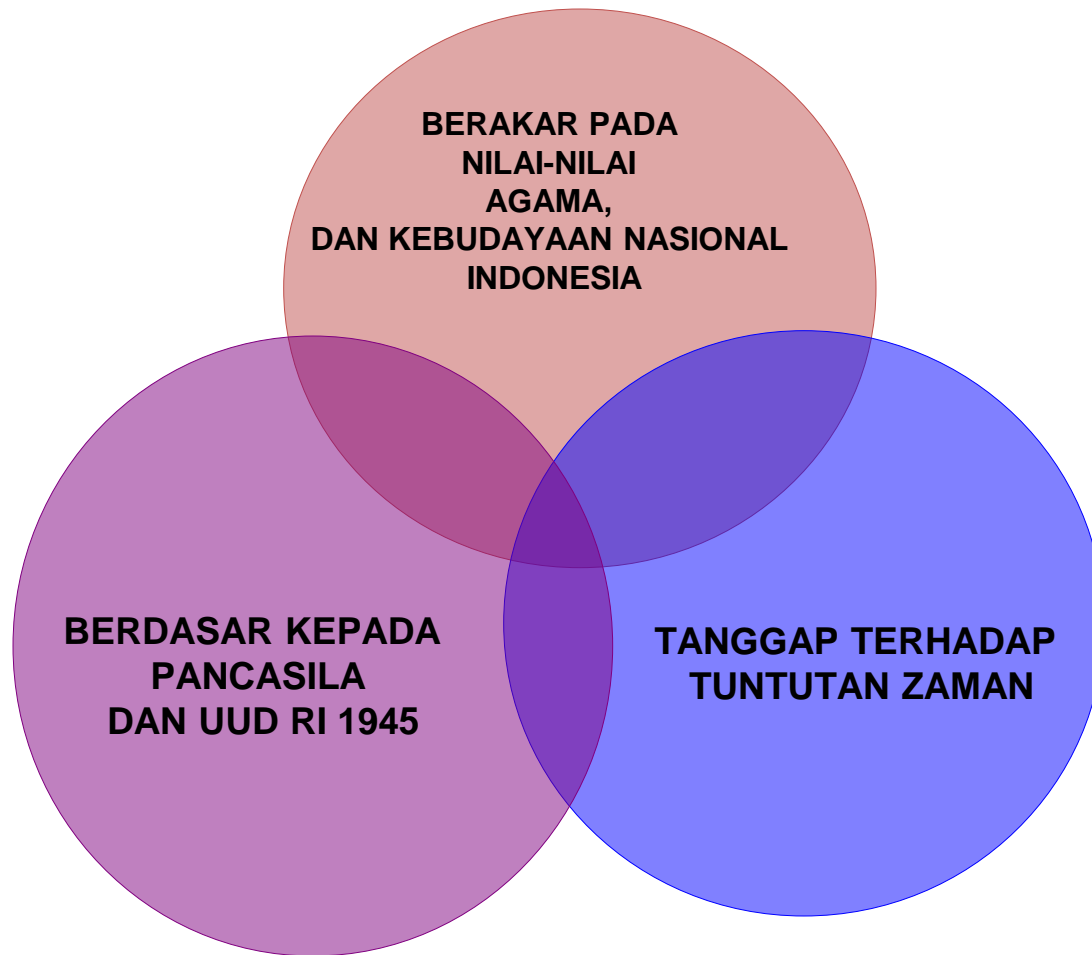 BERAKAR PADA
NILAI-NILAI
AGAMA,
DAN KEBUDAYAAN NASIONAL
INDONESIA
BERDASAR KEPADA
PANCASILA
DAN UUD RI 1945
TANGGAP TERHADAP
TUNTUTAN ZAMAN